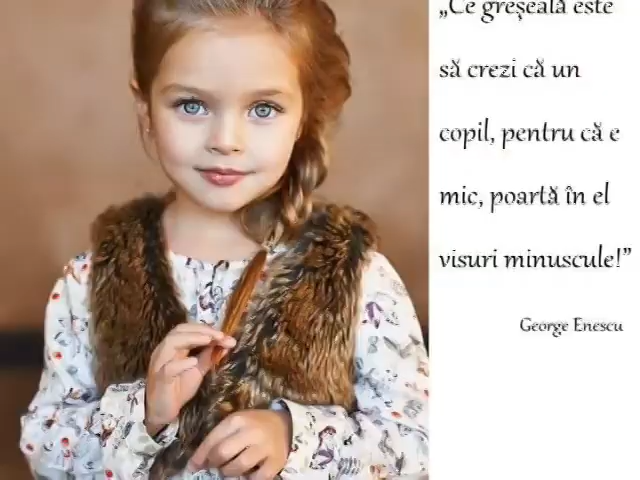 „Ce greșeală este
să crezi că un
copil, pentru că e
mic, poartă în el
visuri minuscule!”
George Enescu